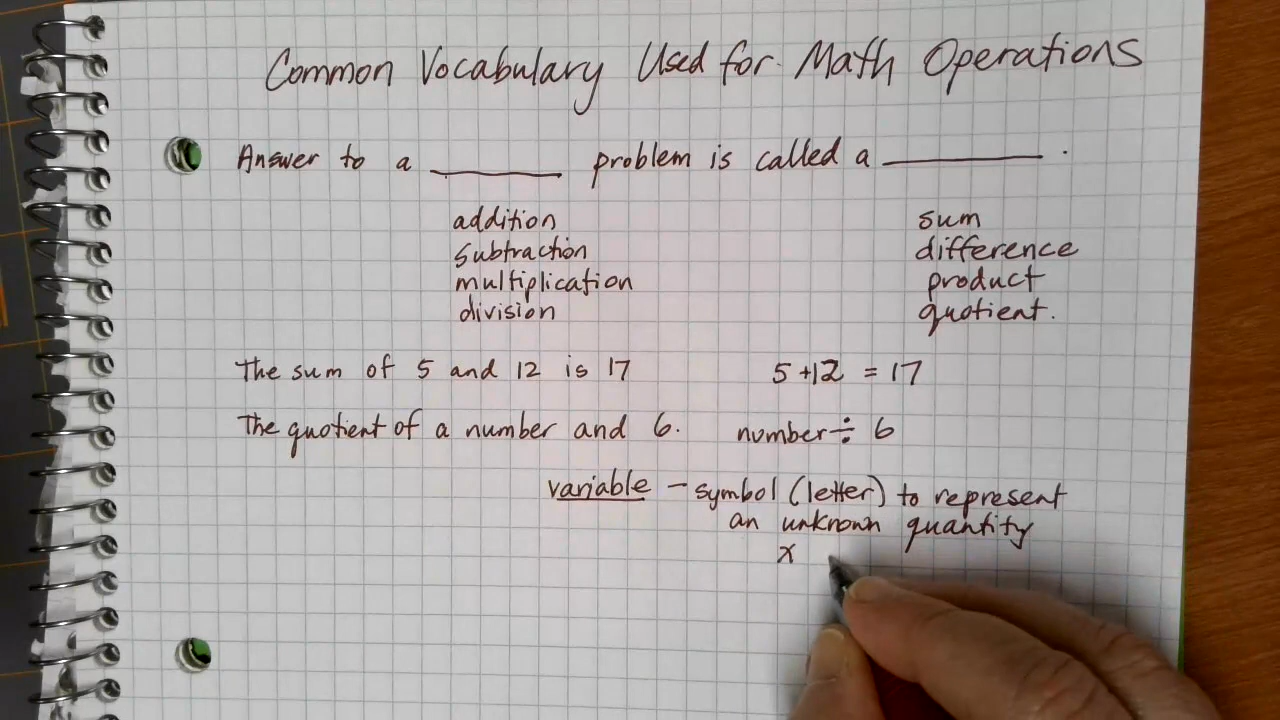 Common Vocabulary Used for Math Operations
Answer to a ________ problem is called a ________ .
addition sum
subtraction difference
multiplication product
division quotient.
The sum of 5 and 12 is 17 5 + 12 = 17
The quotient of a number and 6. number ÷ 6
variable – symbol (letter) to represent
an unknown quantity
x